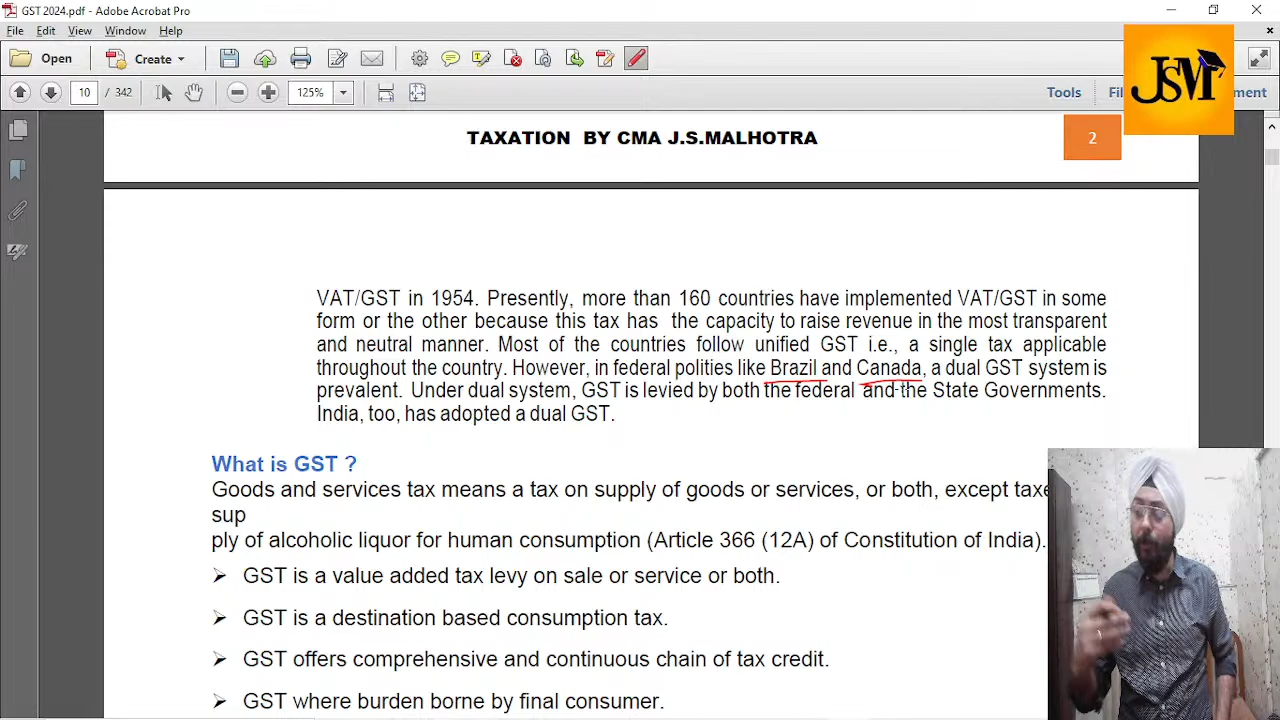 GST 2024.pdf - Adobe Acrobat Pro
File Edit View Window Help
Open Create
10 / 342 125% Tools
JSM
TAXATION BY CMA J.S.MALHOTRA
2
VAT/GST in 1954. Presently, more than 160 countries have implemented VAT/GST in some
form or the other because this tax has the capacity to raise revenue in the most transparent
and neutral manner. Most of the countries follow unified GST i.e., a single tax applicable
throughout the country. However, in federal polities like Brazil and Canada, a dual GST system is
prevalent. Under dual system, GST is levied by both the federal and the State Governments.
India, too, has adopted a dual GST.
What is GST ?
Goods and services tax means a tax on supply of goods or services, or both, except
sup
ply of alcoholic liquor for human consumption (Article 366 (12A) of Constitution of India).
➢ GST is a value added tax levy on sale or service or both.
➢ GST is a destination based consumption tax.
➢ GST offers comprehensive and continuous chain of tax credit.
➢ GST where burden borne by final consumer.